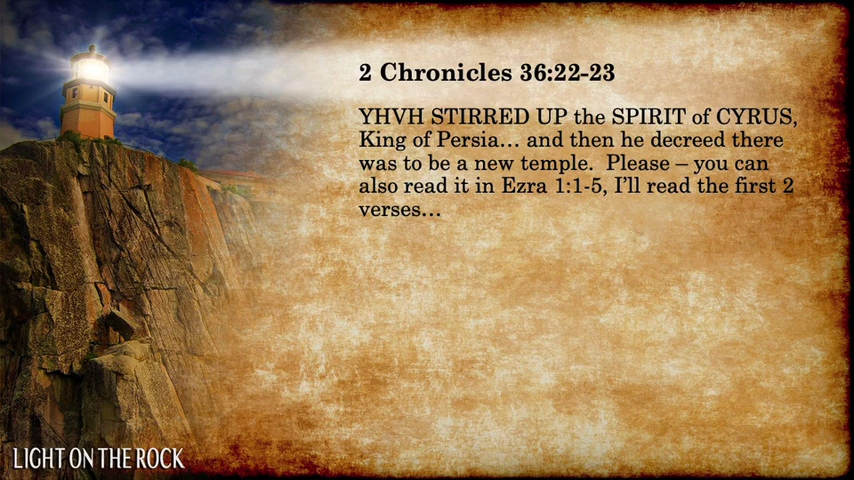 2 Chronicles 36:22-23
YHVH STIRRED UP the SPIRIT of CYRUS,
King of Persia… and then he decreed there
was to be a new temple.  Please – you can
also read it in Ezra 1:1-5, I’ll read the first 2
verses…
LIGHT ON THE ROCK